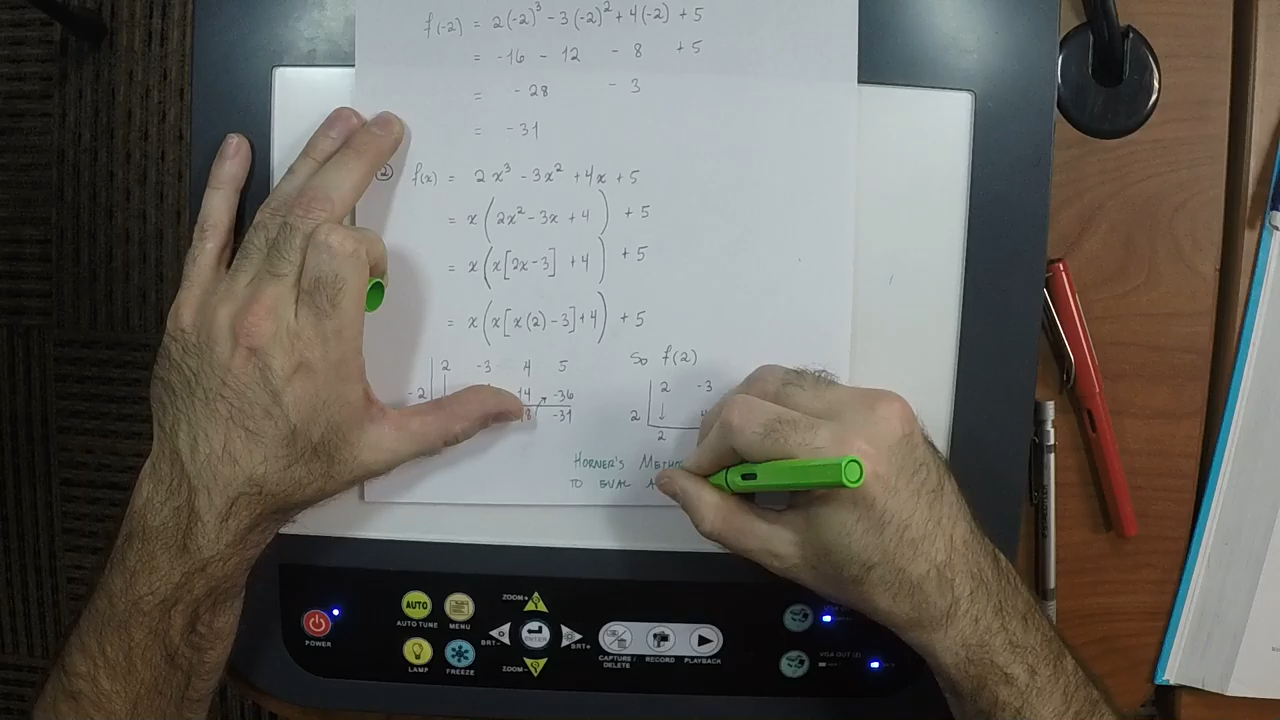 f(-2) = 2(-2)³ - 3(-2)² + 4(-2) + 5
= -16 - 12 - 8 + 5
= -28 - 3
= -31
② f(x) = 2x³ - 3x² + 4x + 5
= x(2x² - 3x + 4) + 5
= x(x[2x - 3] + 4) + 5
= x(x[x(2) - 3] + 4) + 5
2 -3 4 5
-2 14 -36
18 -31
So f(2)
2 -3
2
2
HORNER'S
TO EVAL
POWER
AUTO
AUTO TUNE
MENU
LAMP
FREEZE
ZOOM+
BRT-
ENTER
BRT+
ZOOM-
CAPTURE/
DELETE
RECORD
PLAYBACK